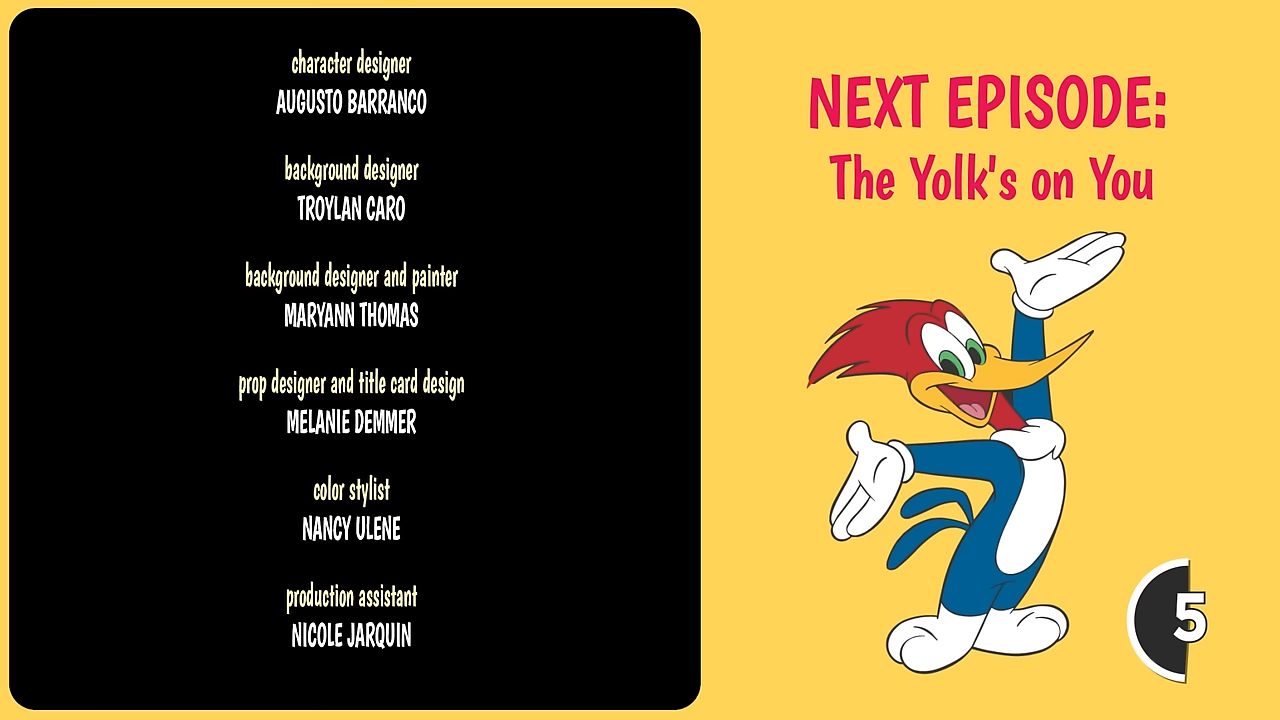 character designer
AUGUSTO BARRANCO
background designer
TROYLAN CARO
background designer and painter
MARYANN THOMAS
prop designer and title card design
MELANIE DEMMER
color stylist
NANCY ULENE
production assistant
NICOLE JARQUIN
NEXT EPISODE:
The Yolk's on You
5